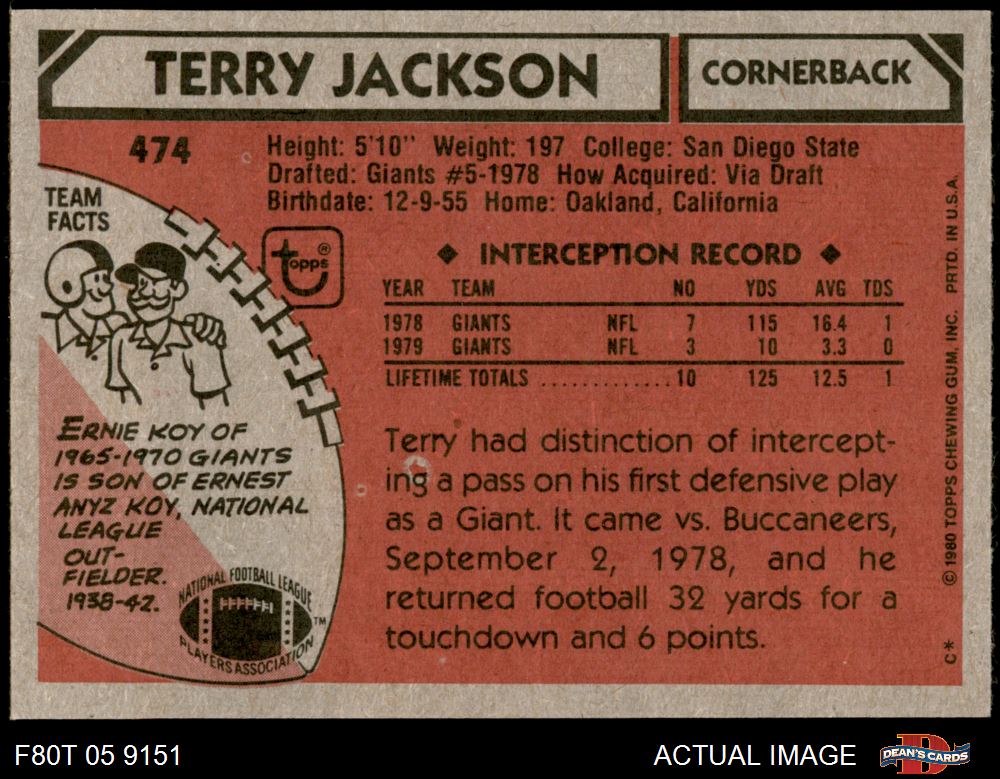 TERRY JACKSON
CORNERBACK
474
Height: 5'10" Weight: 197 College: San Diego State
Drafted: Giants #5-1978 How Acquired: Via Draft
Birthdate: 12-9-55 Home: Oakland, California
TEAM
FACTS
topps®
◆ INTERCEPTION RECORD ◆
YEAR TEAM NO YDS AVG TDS
1978 GIANTS NFL 7 115 16.4 1
1979 GIANTS NFL 3 10 3.3 0
LIFETIME TOTALS ............. 10 125 12.5 1
ERNIE KOY OF
1965-1970 GIANTS
IS SON OF ERNEST
ANYZ KOY, NATIONAL
LEAGUE
OUT-
FIELDER.
1938-42.
NATIONAL FOOTBALL LEAGUE
PLAYERS ASSOCIATION
TM
Terry had distinction of intercept-
ing a pass on his first defensive play
as a Giant. It came vs. Buccaneers,
September 2, 1978, and he
returned football 32 yards for a
touchdown and 6 points.
C* © 1980 TOPPS CHEWING GUM, INC. PRTD. IN U.S.A.
F80T 05 9151
ACTUAL IMAGE
DEAN'S CARDS